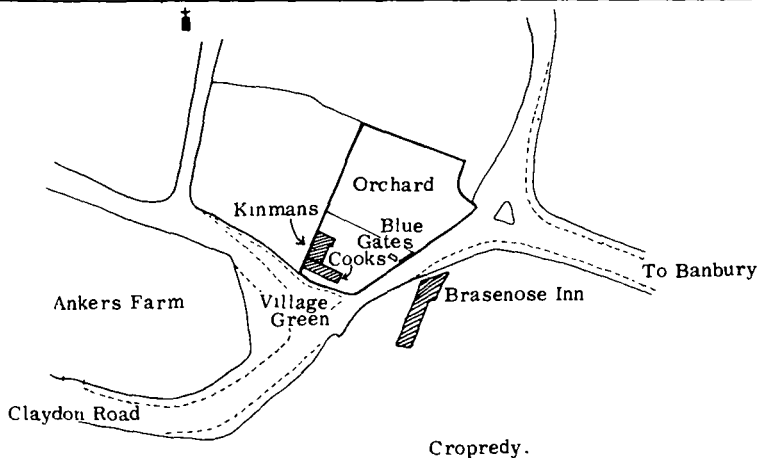 Orchard
Kinmans
Blue
Gates
Cooks
To Banbury
Ankers Farm
Village
Green
Brasenose Inn
Claydon Road
Cropredy.